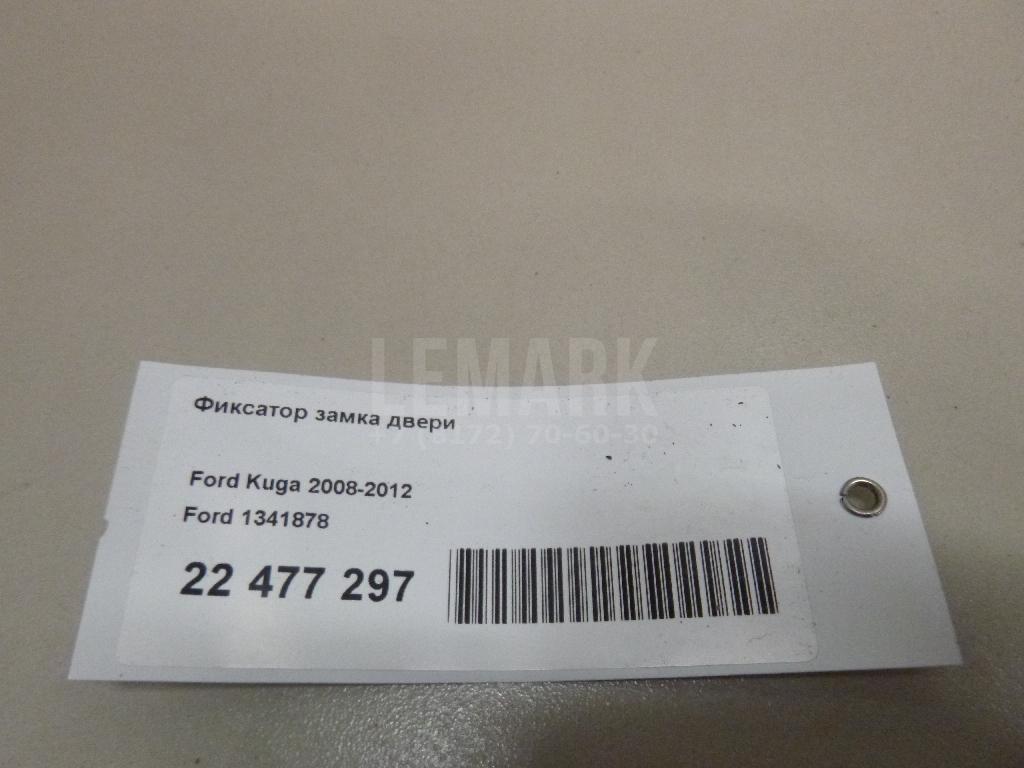 LEMARK
+7 (8172) 70-60-30
Фиксатор замка двери
Ford Kuga 2008-2012
Ford 1341878
22 477 297